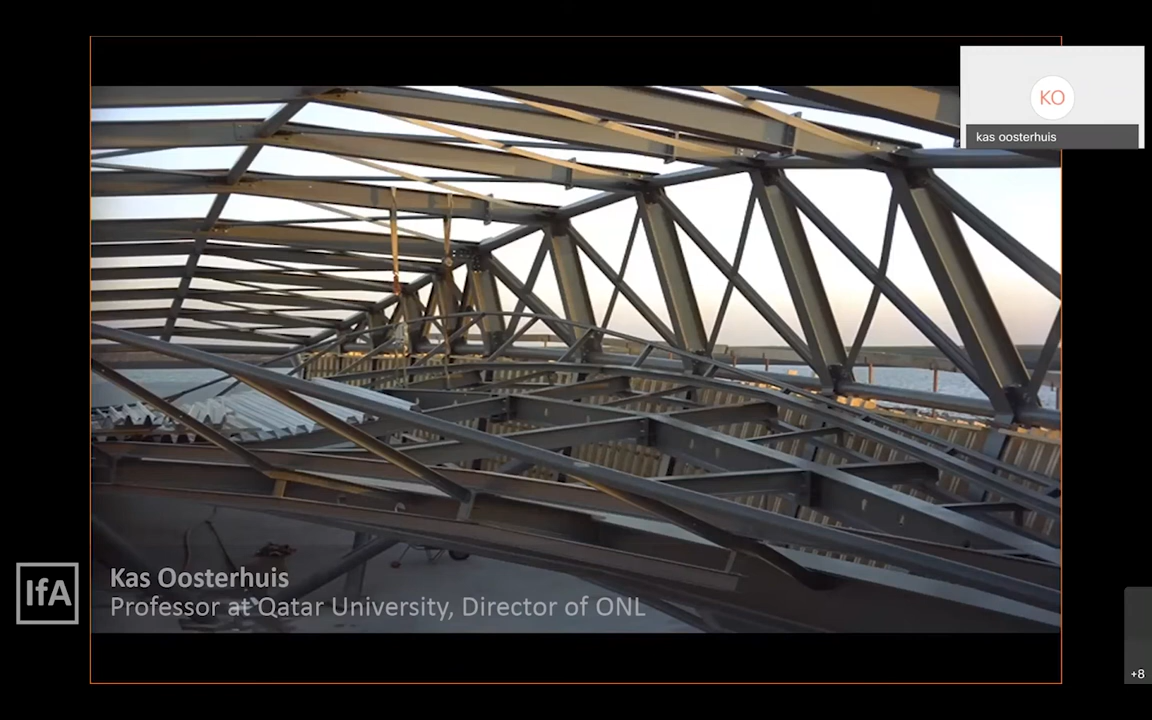 KO
kas oosterhuis
IfA
Kas Oosterhuis
Professor at Qatar University, Director of ONL
+8